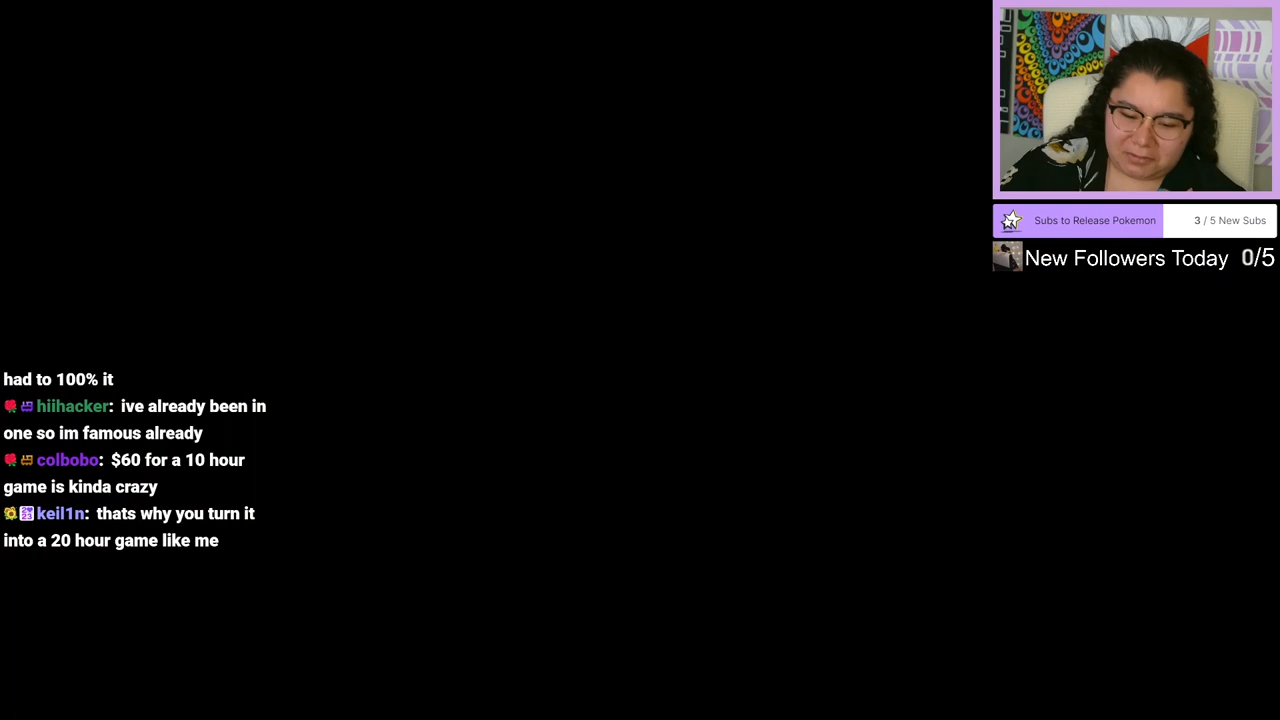 Subs to Release Pokemon 3 / 5 New Subs
New Followers Today 0/5
had to 100% it
hiihacker: ive already been in
one so im famous already
colbobo: $60 for a 10 hour
game is kinda crazy
keil1n: thats why you turn it
into a 20 hour game like me